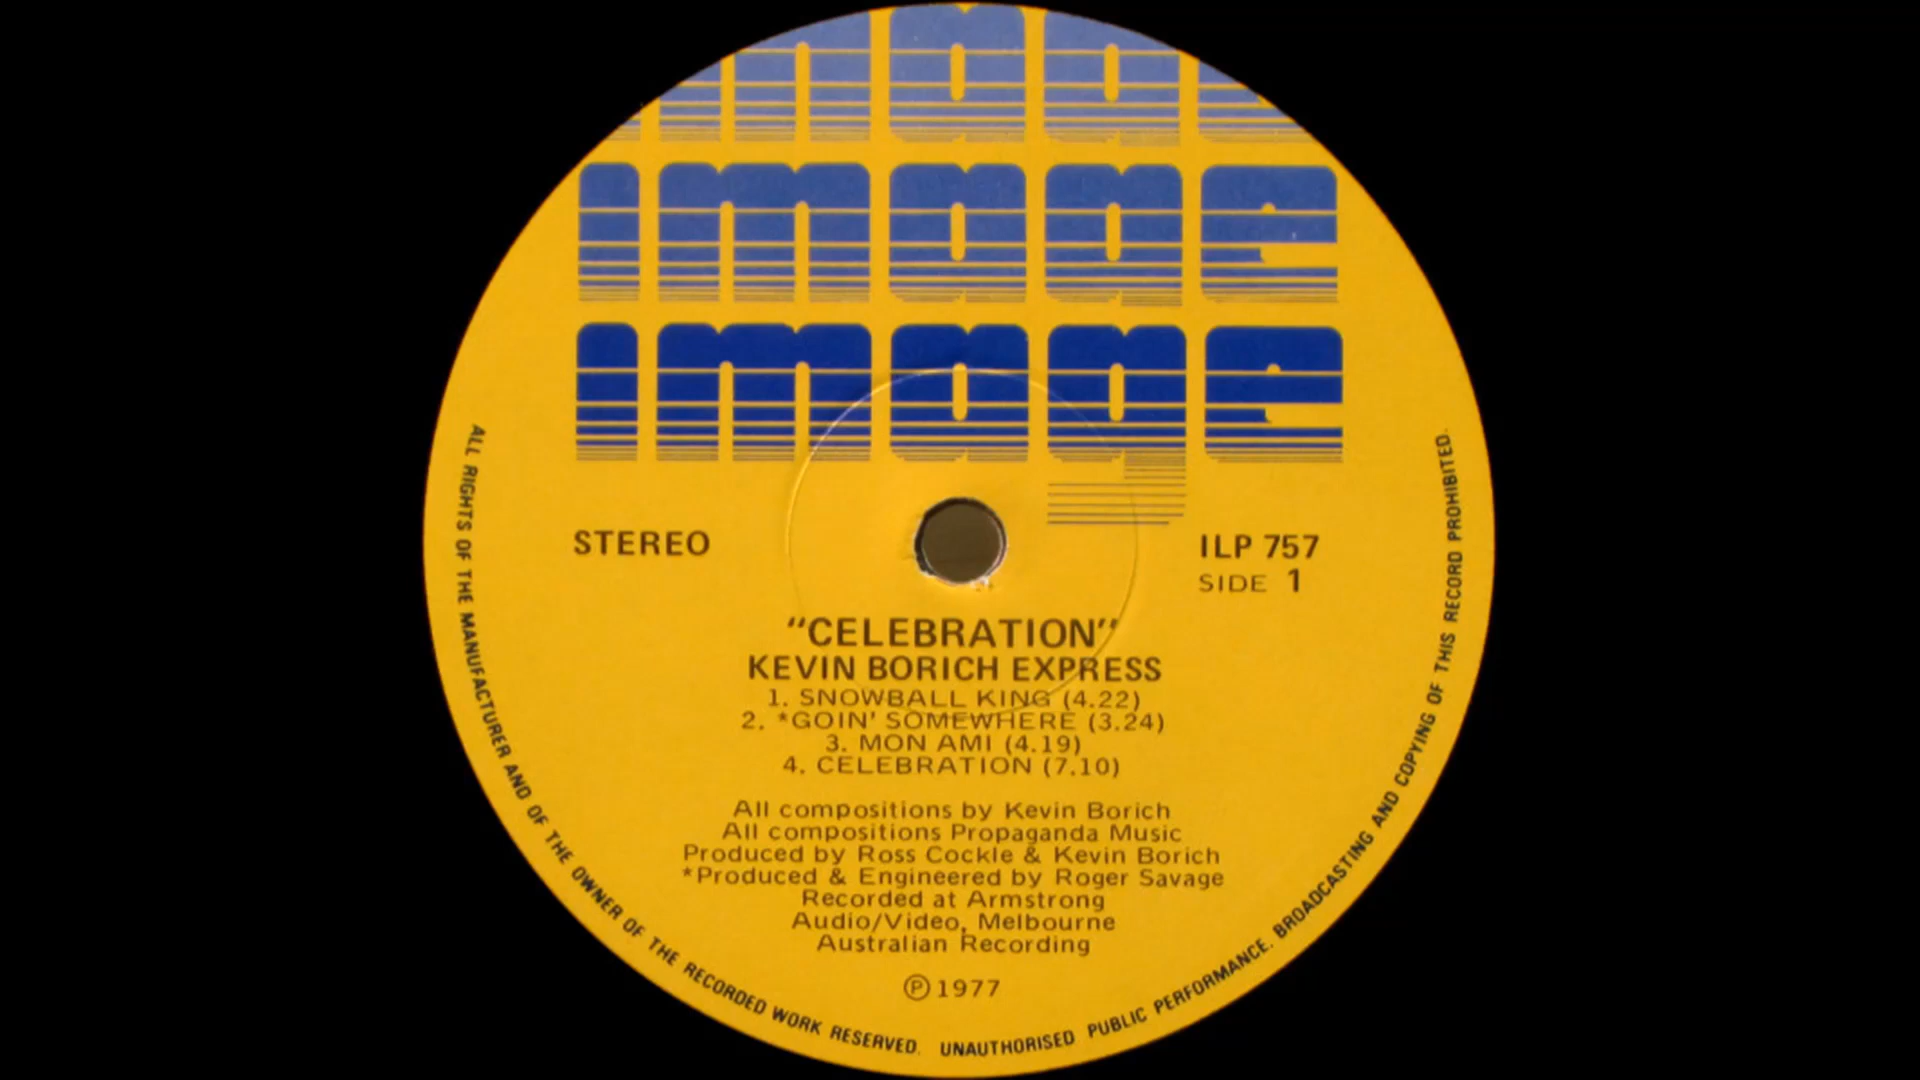 image
image
STEREO
ILP 757
SIDE 1
"CELEBRATION"
KEVIN BORICH EXPRESS
1. SNOWBALL KING (4.22)
2. *GOIN' SOMEWHERE (3.24)
3. MON AMI (4.19)
4. CELEBRATION (7.10)
All compositions by Kevin Borich
All compositions Propaganda Music
Produced by Ross Cockle & Kevin Borich
*Produced & Engineered by Roger Savage
Recorded at Armstrong
Audio/Video, Melbourne
Australian Recording
Ⓟ 1977
ALL RIGHTS OF THE MANUFACTURER AND OF THE OWNER OF THE RECORDED WORK RESERVED. UNAUTHORISED PUBLIC PERFORMANCE. BROADCASTING AND COPYING OF THIS RECORD PROHIBITED.